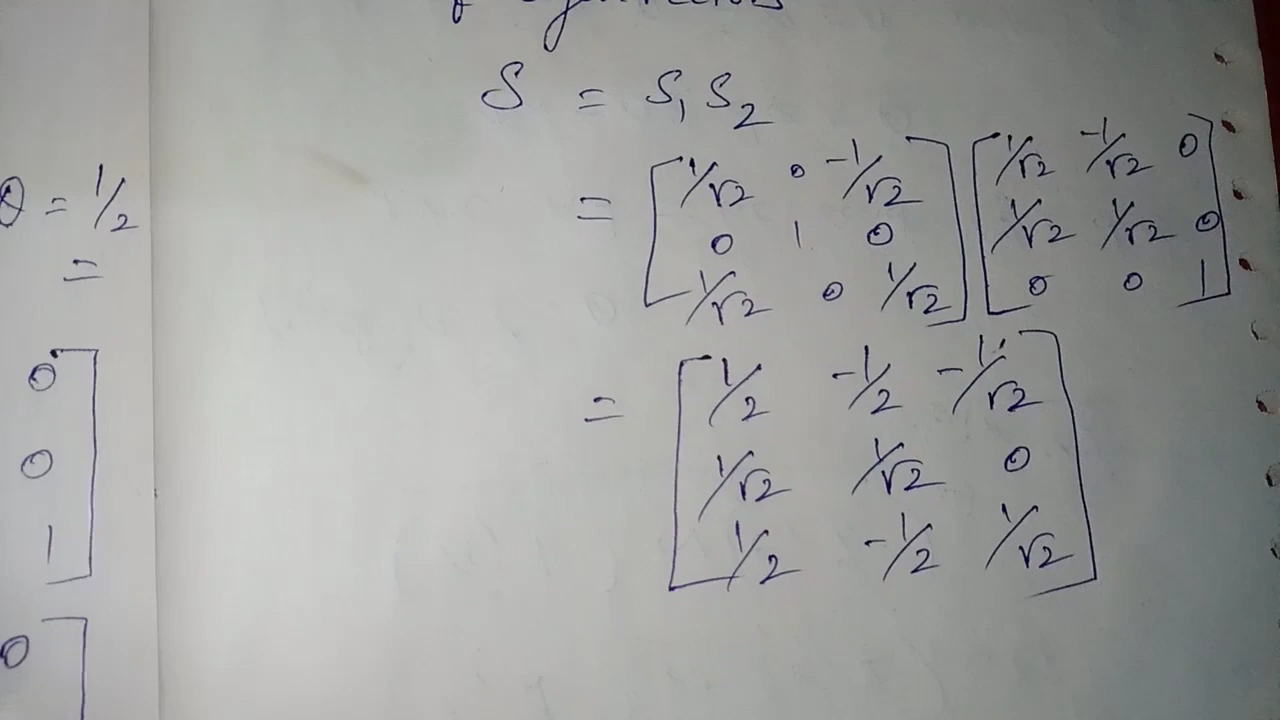 S = S₁ S₂
= [ 1/√2 0 -1/√2 ] [ 1/√2 -1/√2 0 ]
[ 0 1 0 ] [ 1/√2 1/√2 0 ]
[ 1/√2 0 1/√2 ] [ 0 0 1 ]
= [ 1/2 -1/2 -1/√2 ]
[ 1/√2 1/√2 0 ]
[ 1/2 -1/2 1/√2 ]
θ = 1/2
=
0 ]
0
1
0 ]